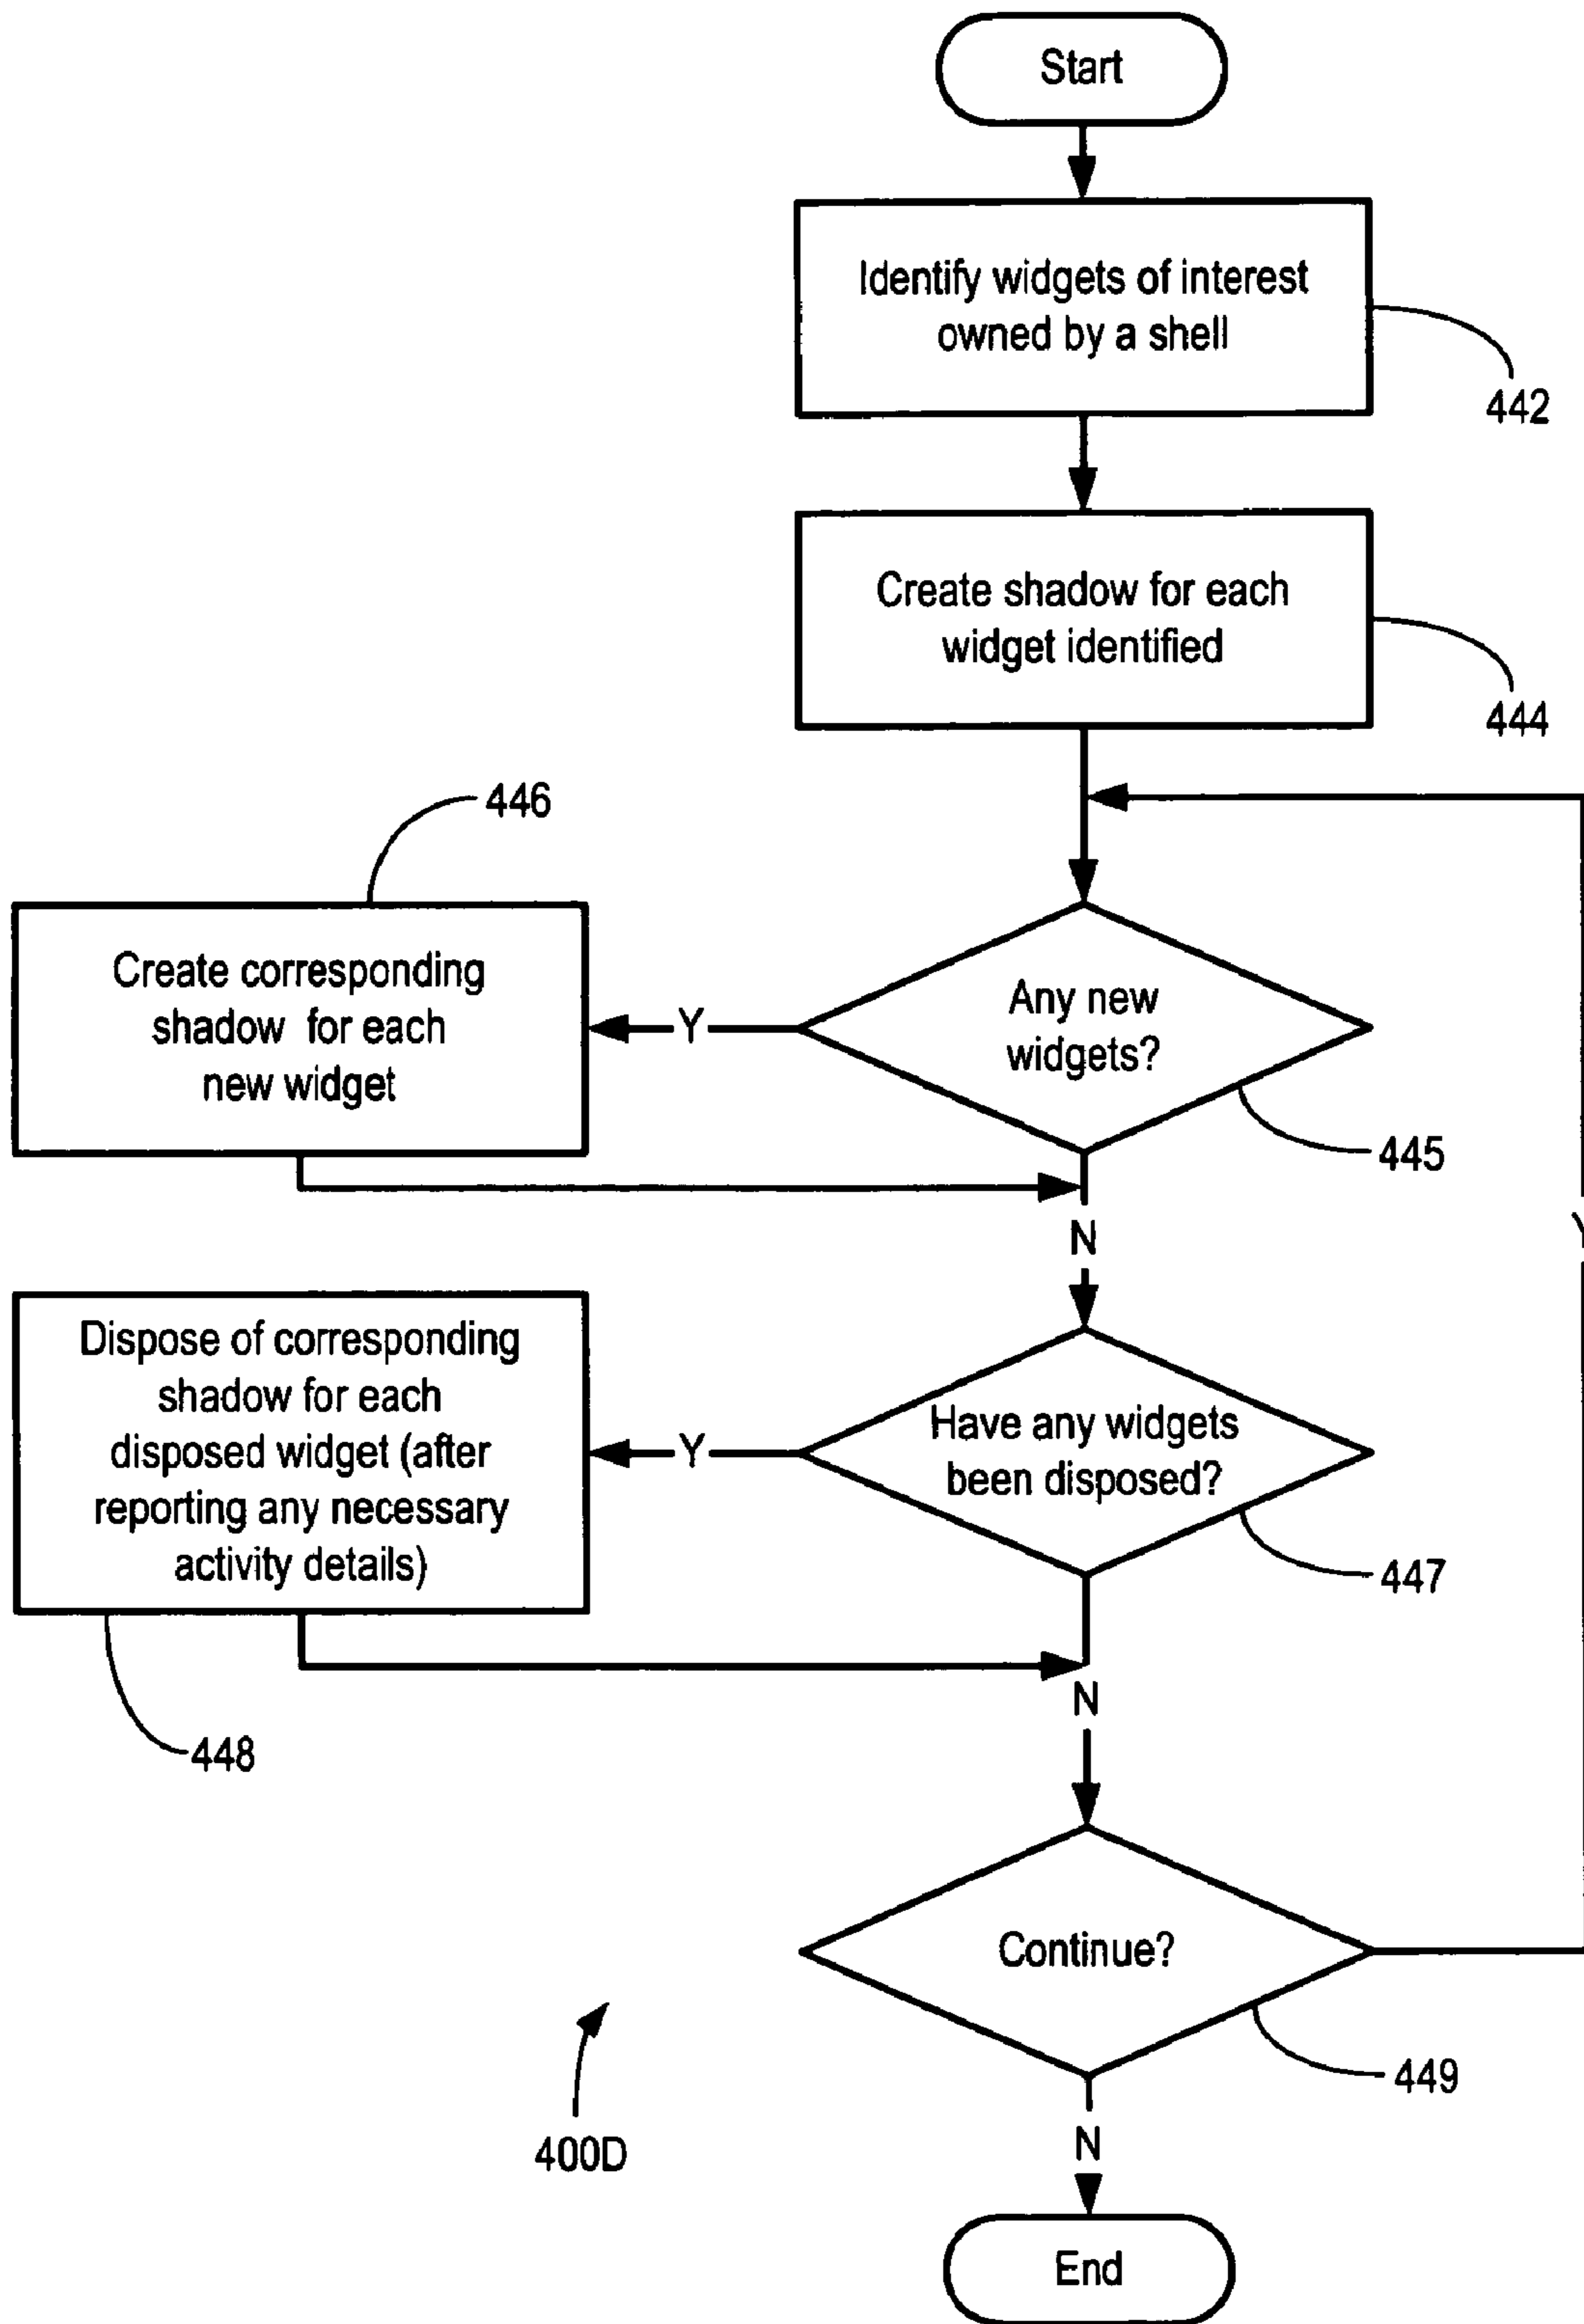 Start
Identify widgets of interest
owned by a shell
442
Create shadow for each
widget identified
444
446
Create corresponding
shadow for each
new widget
Y
Any new
widgets?
445
N
Dispose of corresponding
shadow for each
disposed widget (after
reporting any necessary
activity details)
Y
Have any widgets
been disposed?
447
448
N
Continue?
449
400D
N
End